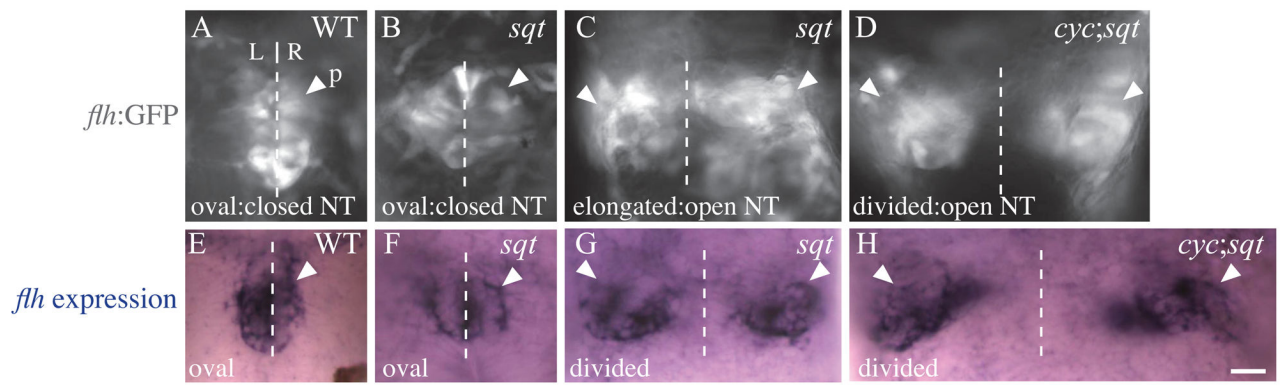 A WT
L R
p
B sqt
C sqt
D cyc;sqt
flh:GFP
oval:closed NT
oval:closed NT
elongated:open NT
divided:open NT
E WT
F sqt
G sqt
H cyc;sqt
flh expression
oval
oval
divided
divided